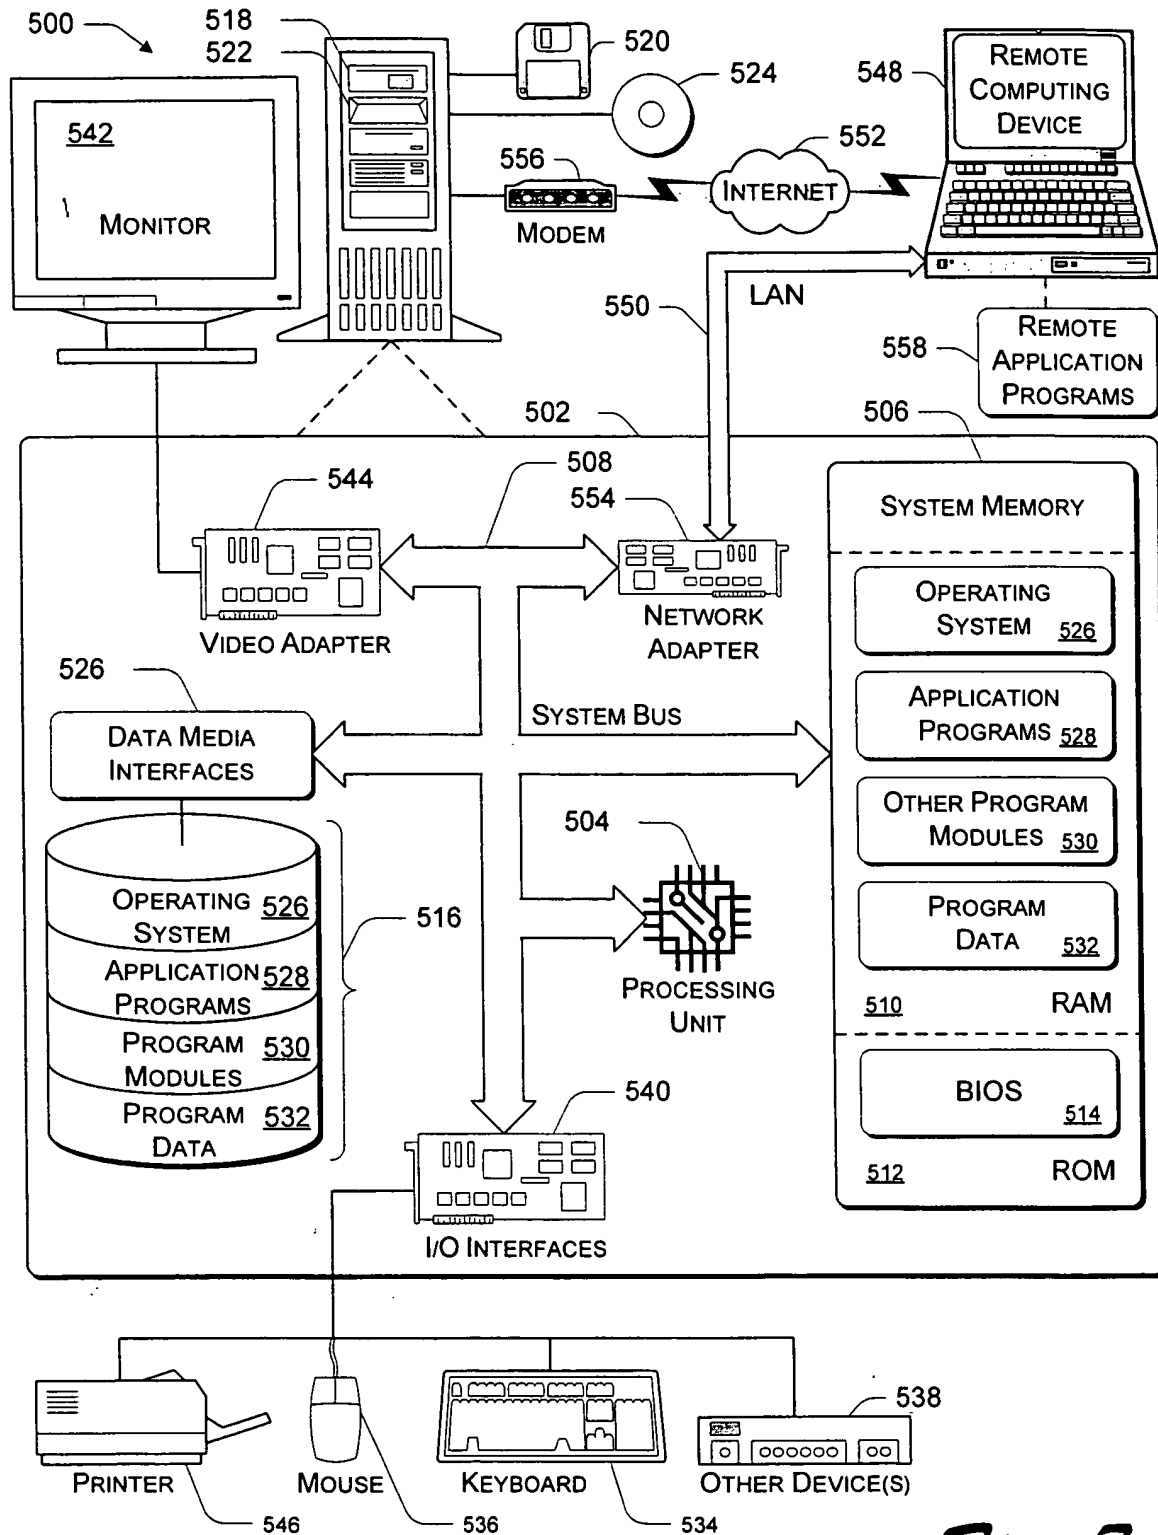 500
518
522
520
524
548
REMOTE
COMPUTING
DEVICE
542
MONITOR
556
MODEM
552
INTERNET
550
LAN
558
REMOTE
APPLICATION
PROGRAMS
502
506
544
508
554
VIDEO ADAPTER
NETWORK
ADAPTER
SYSTEM MEMORY
OPERATING
SYSTEM 526
APPLICATION
PROGRAMS 528
OTHER PROGRAM
MODULES 530
PROGRAM
DATA 532
510 RAM
BIOS
514
512 ROM
526
DATA MEDIA
INTERFACES
SYSTEM BUS
504
PROCESSING
UNIT
OPERATING 526
SYSTEM
516
APPLICATION 528
PROGRAMS
PROGRAM 530
MODULES
PROGRAM 532
DATA
540
I/O INTERFACES
PRINTER
546
MOUSE
536
KEYBOARD
534
538
OTHER DEVICE(S)